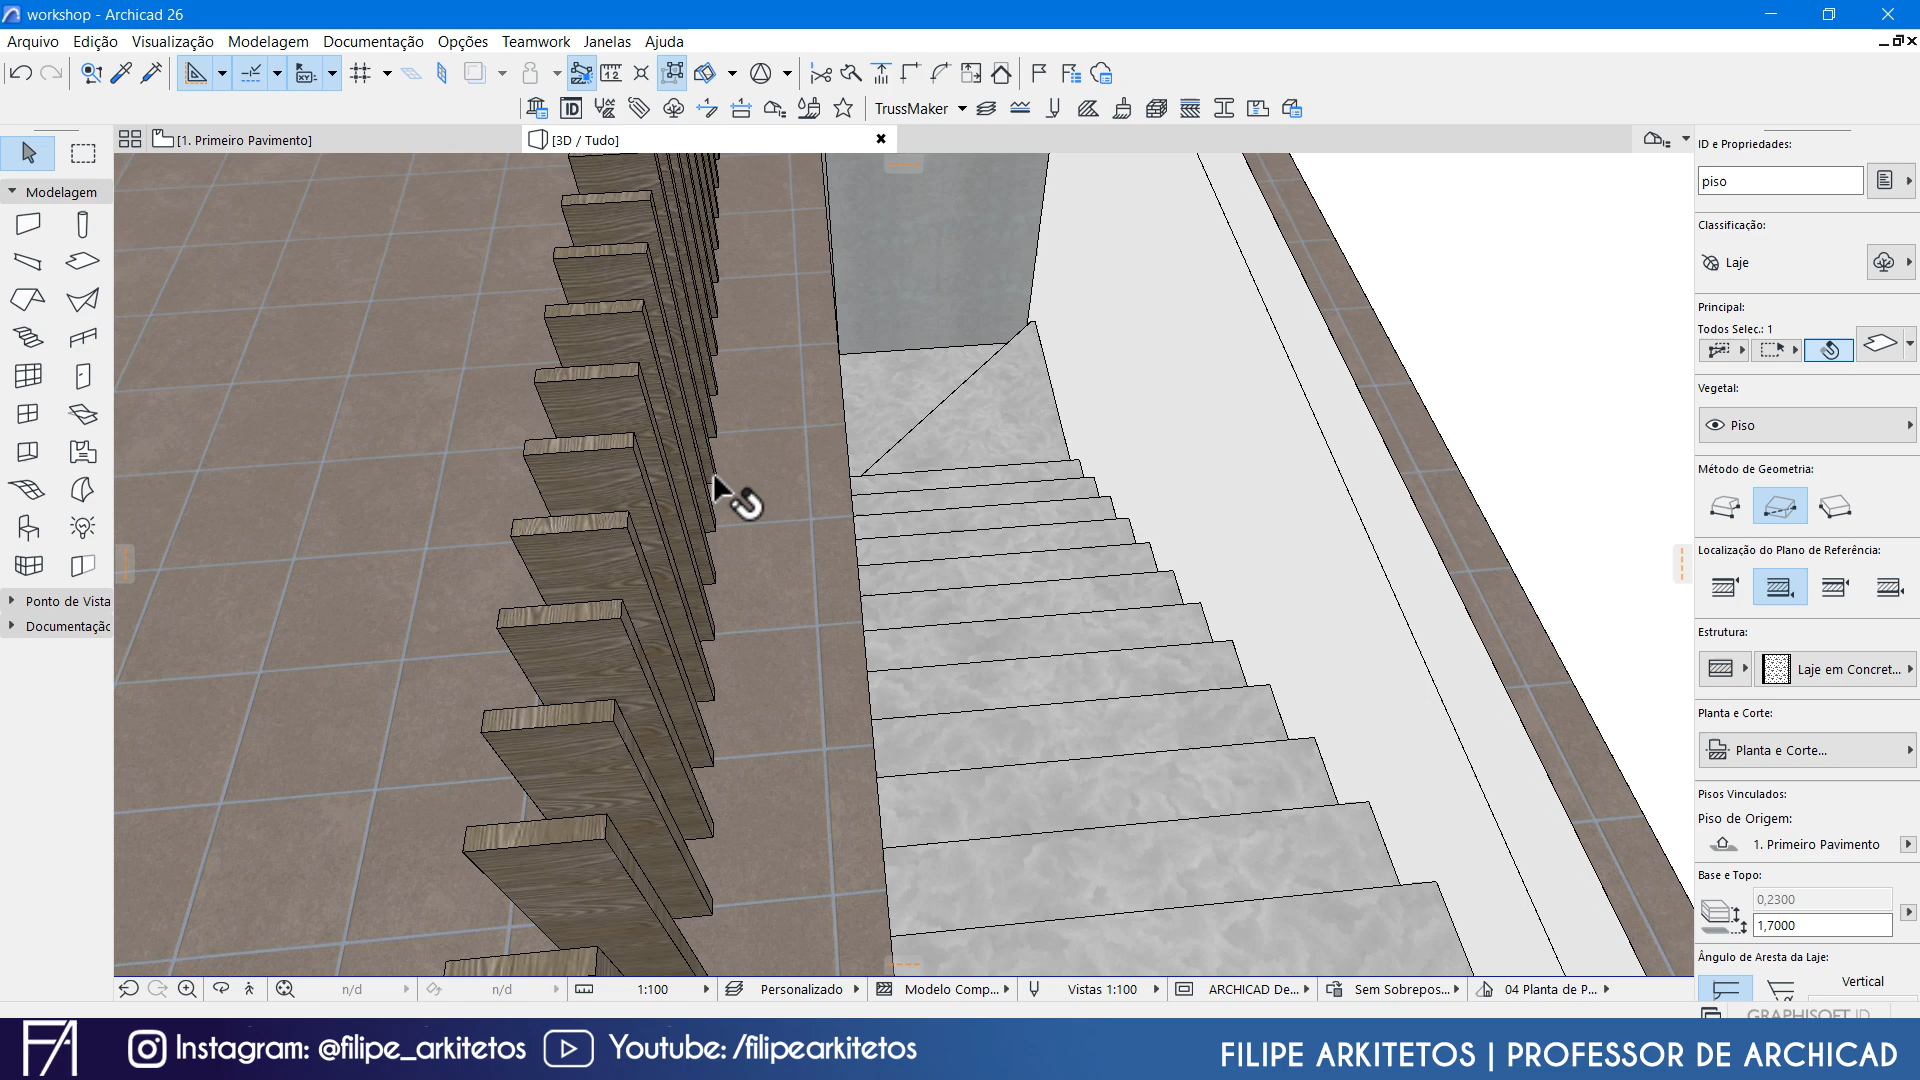 workshop - Archicad 26
Arquivo Edição Visualização Modelagem Documentação Opções Teamwork Janelas Ajuda
TrussMaker
[1. Primeiro Pavimento]
[3D / Tudo]
Modelagem
Ponto de Vista
Documentaçãc
ID e Propriedades:
piso
Classificação:
Laje
Principal:
Todos Selec.: 1
Vegetal:
Piso
Método de Geometria:
Localização do Plano de Referência:
Estrutura:
Laje em Concret...
Planta e Corte:
Planta e Corte...
Pisos Vinculados:
Piso de Origem:
1. Primeiro Pavimento
Base e Topo:
0,2300
1,7000
Ângulo de Aresta da Laje:
Vertical
n/d
n/d
1:100
Personalizado
Modelo Comp...
Vistas 1:100
ARCHICAD De...
Sem Sobrepos...
04 Planta de P...
GRAPHISOFT ID
Instagram: @filipe_arkitetos
Youtube: /filipearkitetos
FILIPE ARKITETOS | PROFESSOR DE ARCHICAD